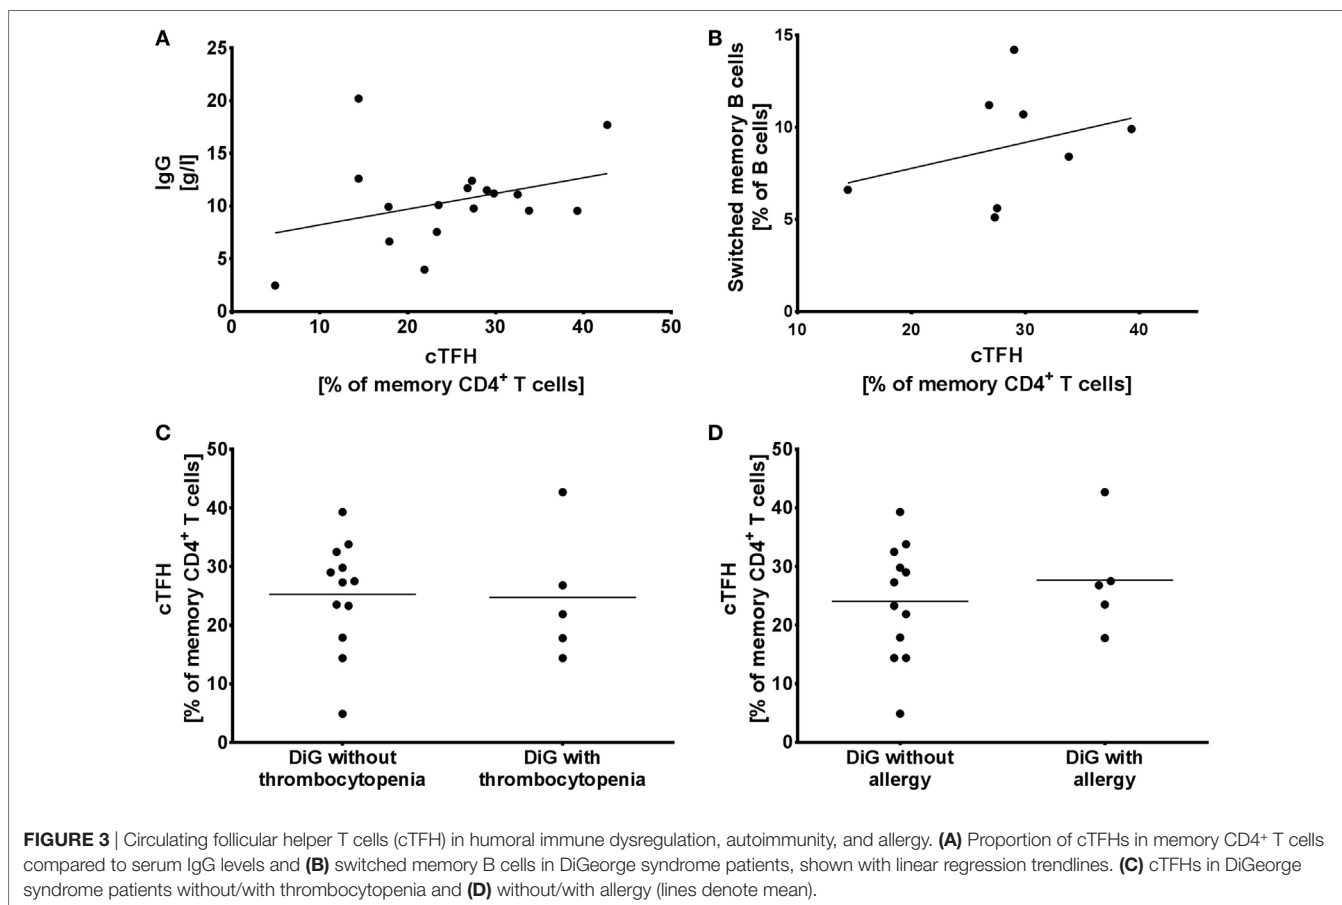 A
25
20
15
10
5
0
IgG
[g/l]
0 10 20 30 40 50
cTFH
[% of memory CD4⁺ T cells]
B
15
10
5
0
Switched memory B cells
[% of B cells]
10 20 30 40
cTFH
[% of memory CD4⁺ T cells]
C
50
40
30
20
10
0
cTFH
[% of memory CD4⁺ T cells]
DiG without DiG with
thrombocytopenia thrombocytopenia
D
50
40
30
20
10
0
cTFH
[% of memory CD4⁺ T cells]
DiG without DiG with
allergy allergy
FIGURE 3 | Circulating follicular helper T cells (cTFH) in humoral immune dysregulation, autoimmunity, and allergy. (A) Proportion of cTFHs in memory CD4⁺ T cells
compared to serum IgG levels and (B) switched memory B cells in DiGeorge syndrome patients, shown with linear regression trendlines. (C) cTFHs in DiGeorge
syndrome patients without/with thrombocytopenia and (D) without/with allergy (lines denote mean).